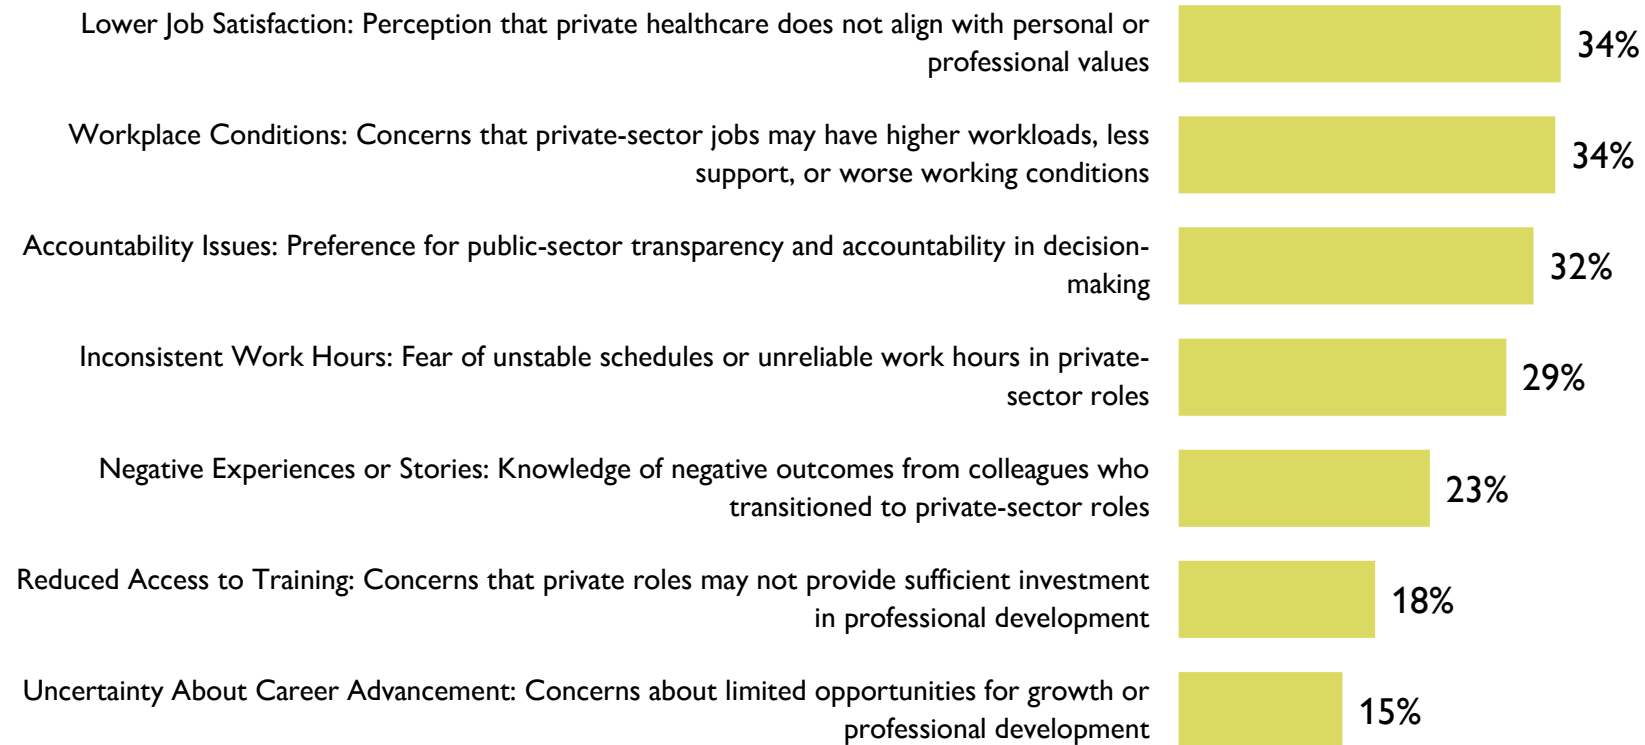 Lower Job Satisfaction: Perception that private healthcare does not align with personal or
professional values
34%
Workplace Conditions: Concerns that private-sector jobs may have higher workloads, less
support, or worse working conditions
34%
Accountability Issues: Preference for public-sector transparency and accountability in decision-
making
32%
Inconsistent Work Hours: Fear of unstable schedules or unreliable work hours in private-
sector roles
29%
Negative Experiences or Stories: Knowledge of negative outcomes from colleagues who
transitioned to private-sector roles
23%
Reduced Access to Training: Concerns that private roles may not provide sufficient investment
in professional development
18%
Uncertainty About Career Advancement: Concerns about limited opportunities for growth or
professional development
15%